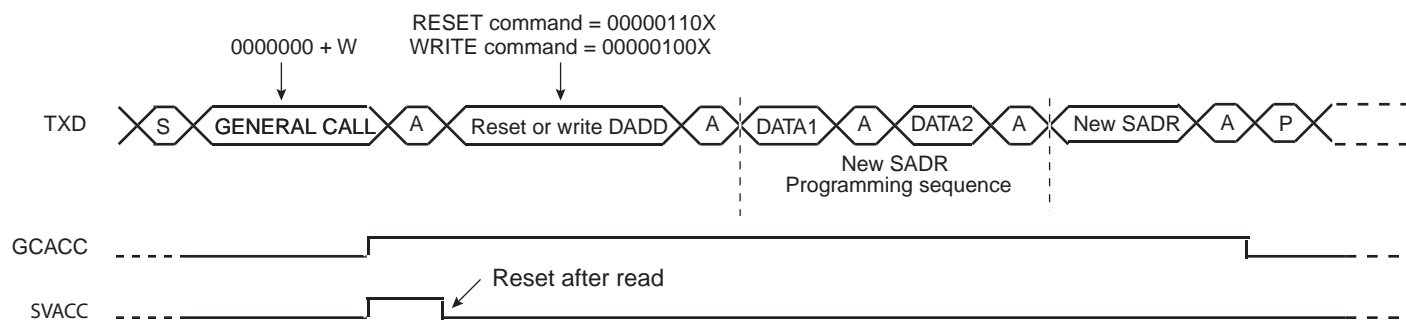 RESET command = 00000110X
0000000 + W
WRITE command = 00000100X
TXD
S
GENERAL CALL
A
Reset or write DADD
A
DATA1
A
DATA2
A
New SADR
A
P
New SADR
Programming sequence
GCACC
Reset after read
SVACC